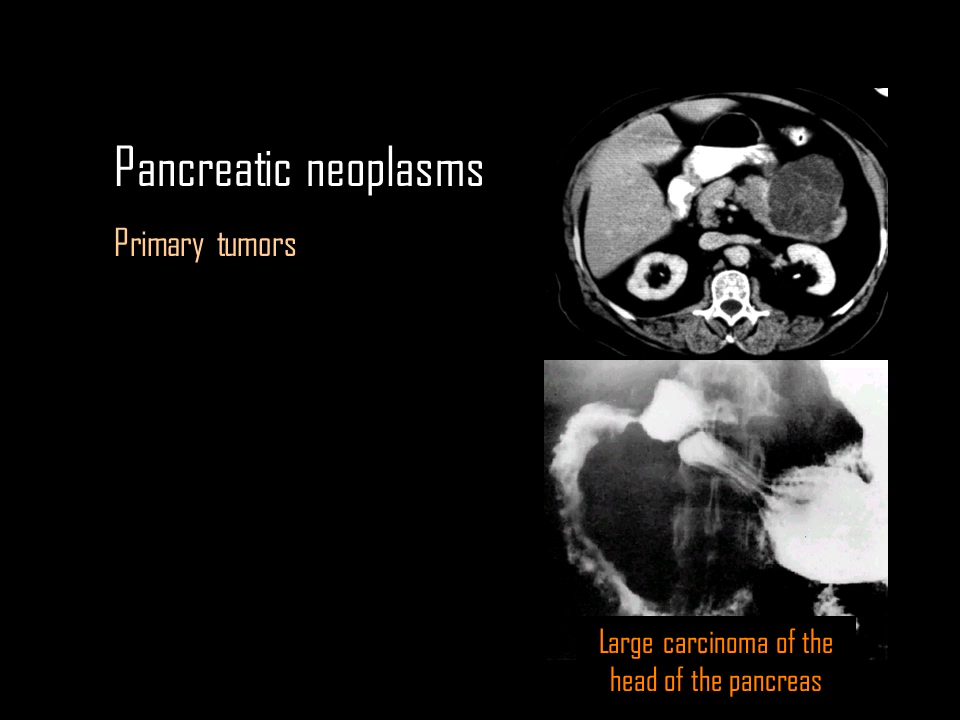 Pancreatic neoplasms
Primary tumors
Large carcinoma of the
head of the pancreas